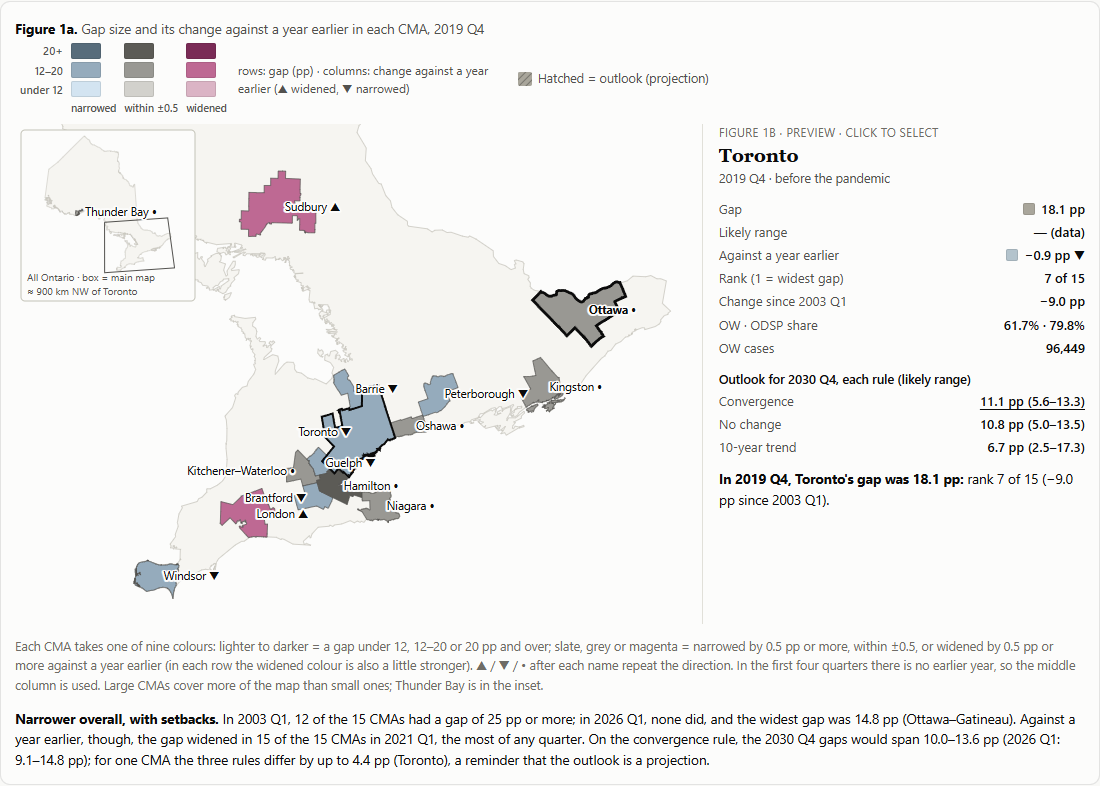 Figure 1a. Gap size and its change against a year earlier in each CMA, 2019 Q4
20+
12–20
under 12
narrowed within ±0.5 widened
rows: gap (pp) · columns: change against a year
earlier (▲ widened, ▼ narrowed)
Hatched = outlook (projection)
Thunder Bay •
All Ontario · box = main map
≈ 900 km NW of Toronto
Sudbury ▲
Ottawa •
Barrie ▼
Peterborough ▼
Kingston •
Toronto ▼
Oshawa •
Guelph ▼
Kitchener–Waterloo •
Hamilton •
Brantford ▼
Niagara •
London ▲
Windsor ▼
FIGURE 1B · PREVIEW · CLICK TO SELECT
Toronto
2019 Q4 · before the pandemic
Gap 18.1 pp
Likely range — (data)
Against a year earlier −0.9 pp ▼
Rank (1 = widest gap) 7 of 15
Change since 2003 Q1 −9.0 pp
OW · ODSP share 61.7% · 79.8%
OW cases 96,449
Outlook for 2030 Q4, each rule (likely range)
Convergence 11.1 pp (5.6–13.3)
No change 10.8 pp (5.0–13.5)
10-year trend 6.7 pp (2.5–17.3)
In 2019 Q4, Toronto's gap was 18.1 pp: rank 7 of 15 (−9.0
pp since 2003 Q1).
Each CMA takes one of nine colours: lighter to darker = a gap under 12, 12–20 or 20 pp and over; slate, grey or magenta = narrowed by 0.5 pp or more, within ±0.5, or widened by 0.5 pp or
more against a year earlier (in each row the widened colour is also a little stronger). ▲ / ▼ / • after each name repeat the direction. In the first four quarters there is no earlier year, so the middle
column is used. Large CMAs cover more of the map than small ones; Thunder Bay is in the inset.
Narrower overall, with setbacks. In 2003 Q1, 12 of the 15 CMAs had a gap of 25 pp or more; in 2026 Q1, none did, and the widest gap was 14.8 pp (Ottawa–Gatineau). Against a
year earlier, though, the gap widened in 15 of the 15 CMAs in 2021 Q1, the most of any quarter. On the convergence rule, the 2030 Q4 gaps would span 10.0–13.6 pp (2026 Q1:
9.1–14.8 pp); for one CMA the three rules differ by up to 4.4 pp (Toronto), a reminder that the outlook is a projection.